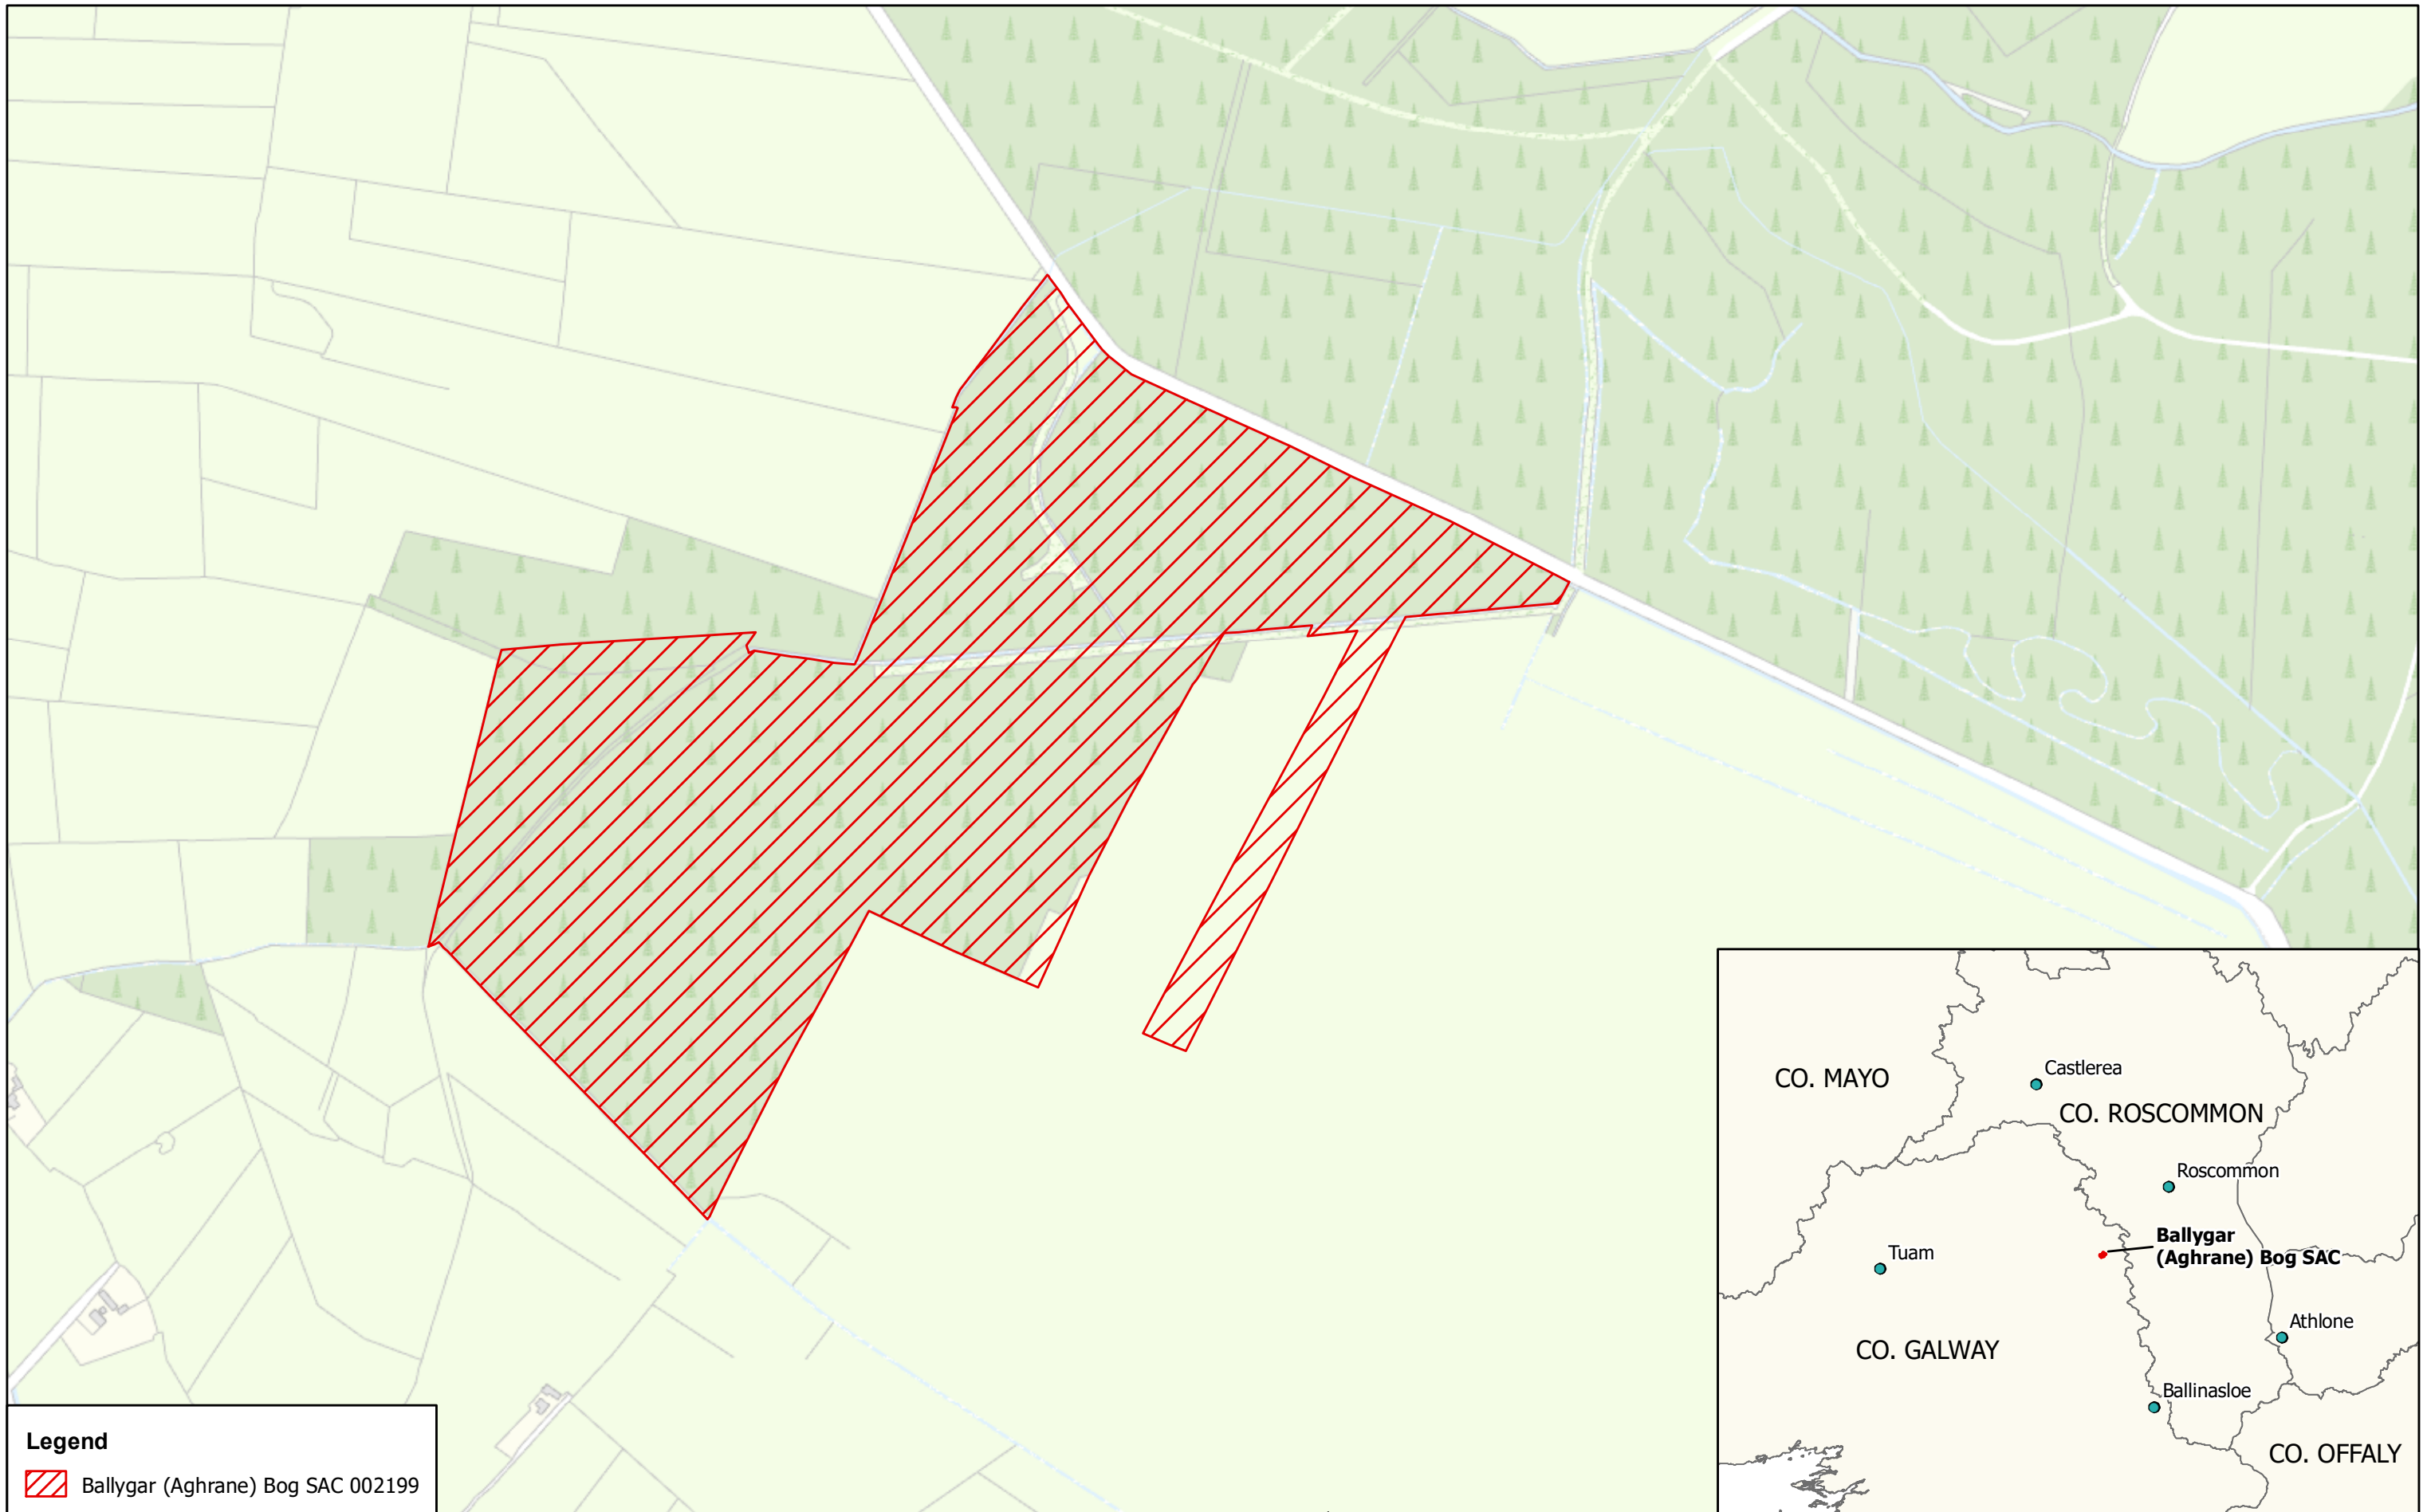 Legend
Ballygar (Aghrane) Bog SAC 002199
Castlerea
CO. MAYO
CO. ROSCOMMON
Roscommon
Ballygar
(Aghrane) Bog SAC
Tuam
Athlone
CO. GALWAY
Ballinasloe
CO. OFFALY